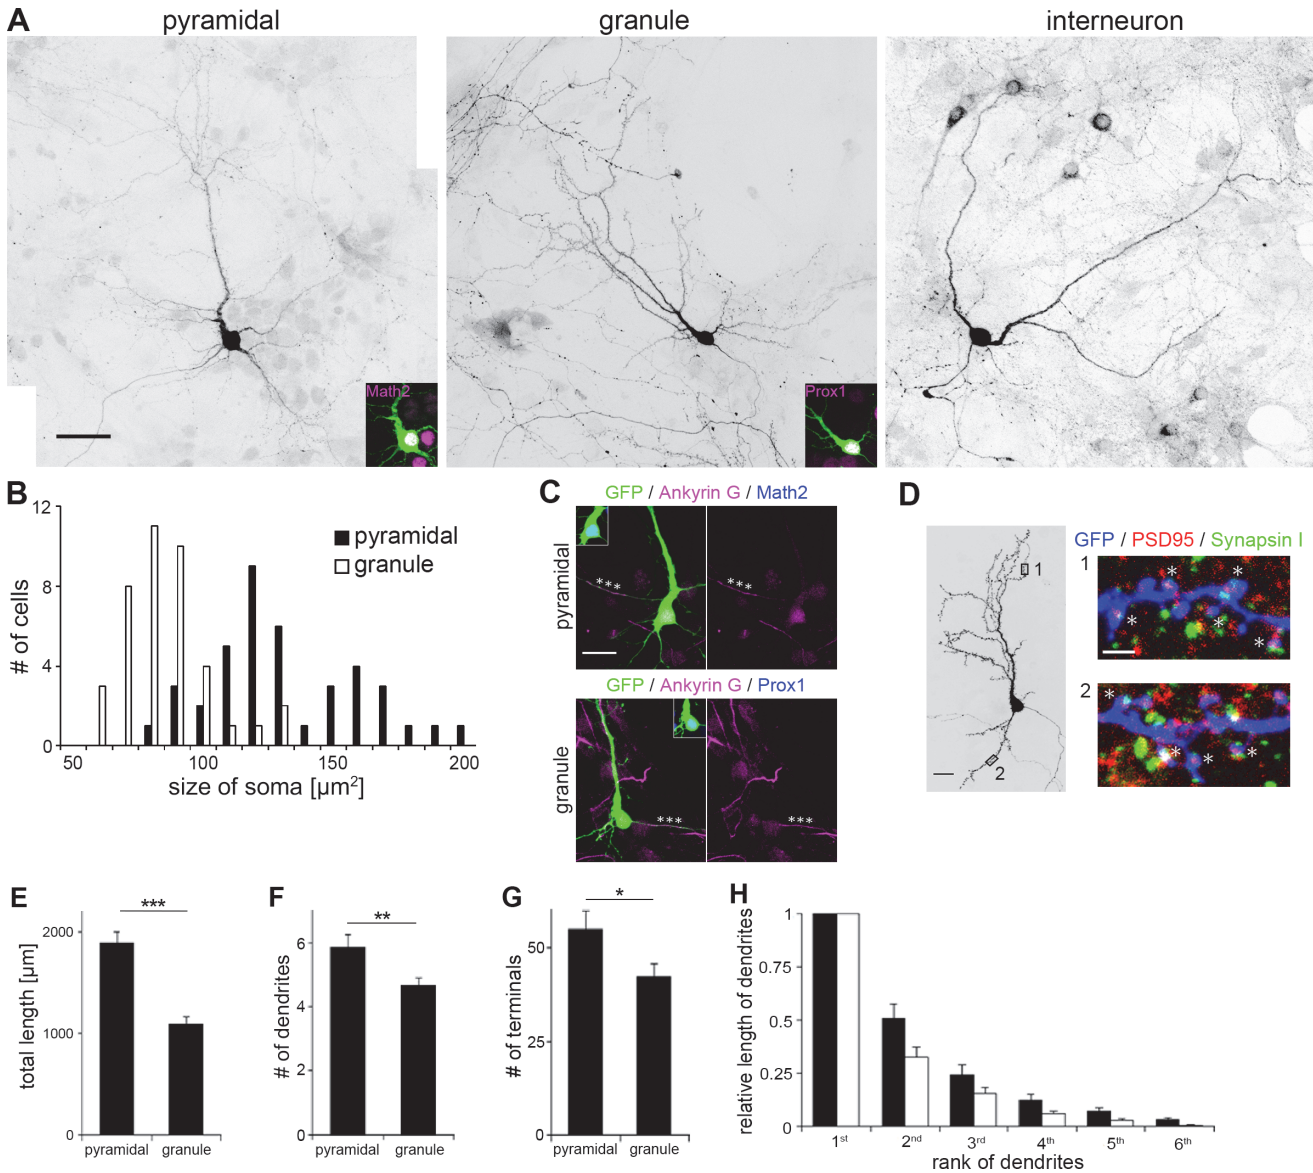 A
pyramidal
granule
interneuron
Math2
Prox1
B
12
8
4
0
# of cells
pyramidal
granule
50
100
150
200
size of soma [µm²]
C
GFP / Ankyrin G / Math2
pyramidal
***
***
GFP / Ankyrin G / Prox1
granule
***
***
D
1
2
GFP / PSD95 / Synapsin I
1
* * * * *
2
* * * *
E
***
2000
1000
0
total length [µm]
pyramidal granule
F
**
6
4
2
0
# of dendrites
pyramidal granule
G
*
50
25
0
# of terminals
pyramidal granule
H
1
0.75
0.5
0.25
0
relative length of dendrites
1st 2nd 3rd 4th 5th 6th
rank of dendrites